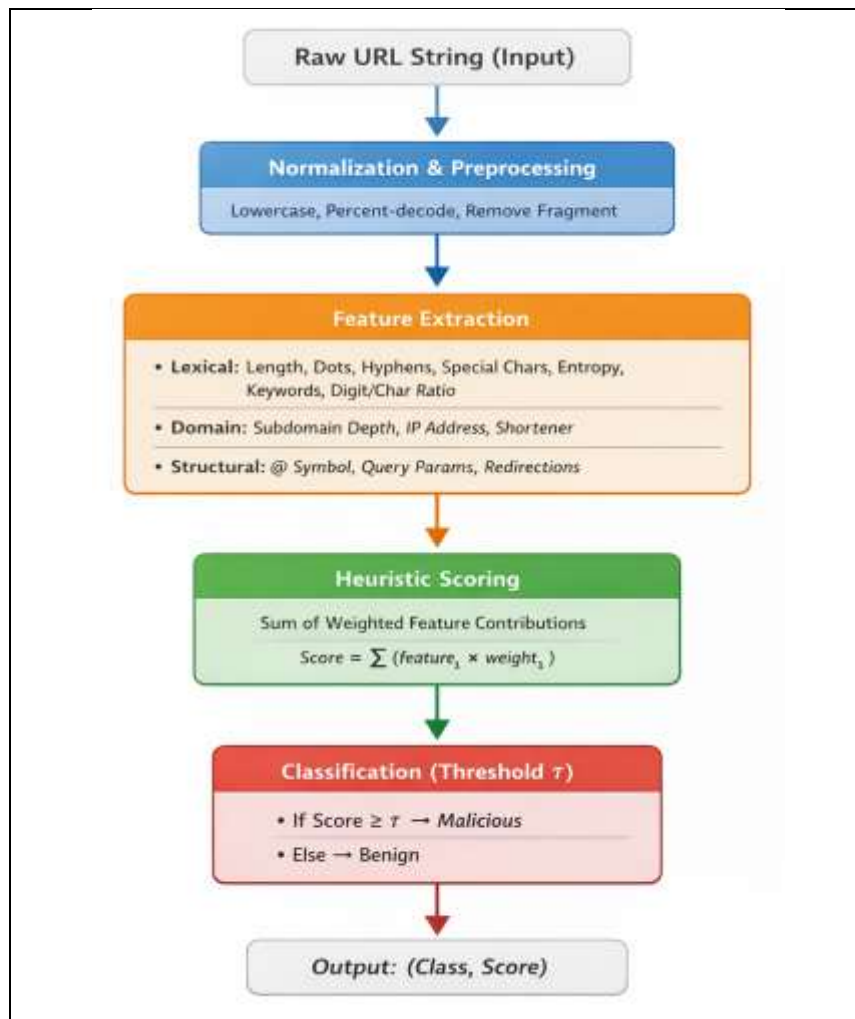 Raw URL String (Input)
Normalization & Preprocessing
Lowercase, Percent-decode, Remove Fragment
Feature Extraction
• Lexical: Length, Dots, Hyphens, Special Chars, Entropy,
Keywords, Digit/Char Ratio
• Domain: Subdomain Depth, IP Address, Shortener
• Structural: @ Symbol, Query Params, Redirections
Heuristic Scoring
Sum of Weighted Feature Contributions
Score = ∑ (feature₁ × weight₁ )
Classification (Threshold τ)
• If Score ≥ τ → Malicious
• Else → Benign
Output: (Class, Score)